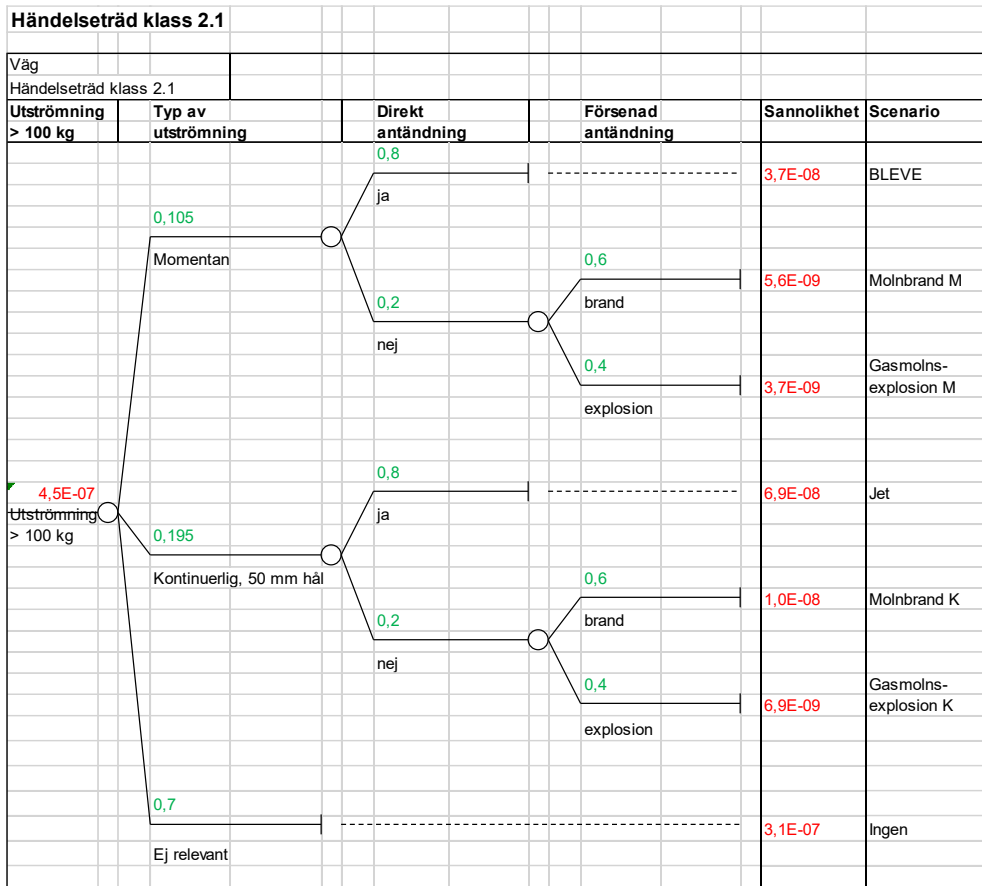 Händelseträd klass 2.1
Väg
Händelseträd klass 2.1
Utströmning Typ av Direkt Försenad Sannolikhet Scenario
> 100 kg utströmning antändning antändning
0,8
3,7E-08 BLEVE
ja
0,105
Momentan
0,6
5,6E-09 Molnbrand M
0,2 brand
nej
0,4 Gasmolns-
3,7E-09 explosion M
explosion
0,8
4,5E-07 6,9E-08 Jet
Utströmning ja
> 100 kg 0,195
Kontinuerlig, 50 mm hål 0,6
1,0E-08 Molnbrand K
0,2 brand
nej
0,4 Gasmolns-
6,9E-09 explosion K
explosion
0,7
3,1E-07 Ingen
Ej relevant